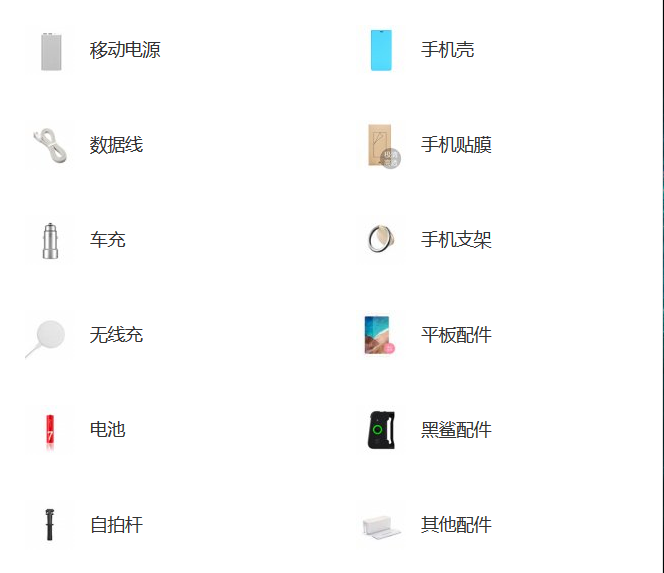 移动电源
手机壳
数据线
手机贴膜
车充
手机支架
无线充
平板配件
电池
黑鲨配件
自拍杆
其他配件